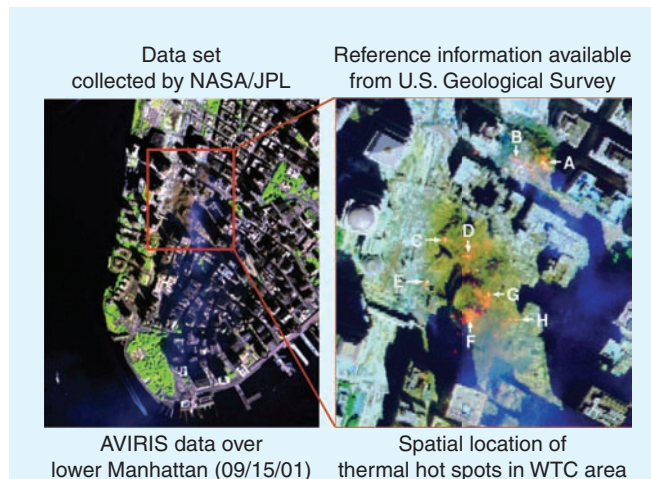 Data set
collected by NASA/JPL
Reference information available
from U.S. Geological Survey
B
A
D
C
E
G
H
F
AVIRIS data over
lower Manhattan (09/15/01)
Spatial location of
thermal hot spots in WTC area